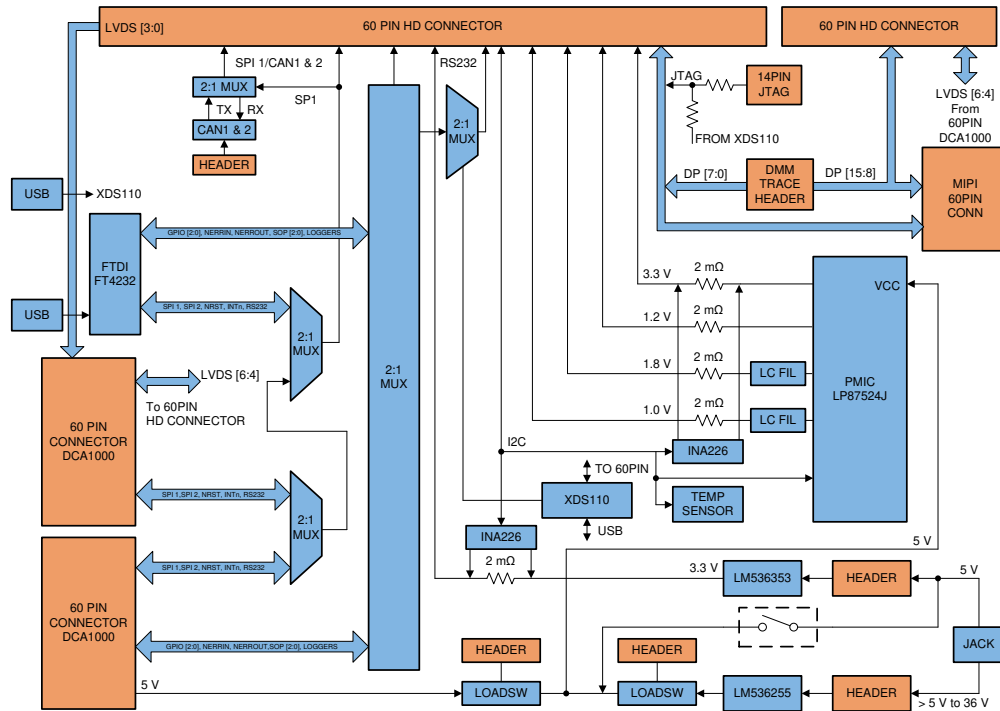 LVDS [3:0]
60 PIN HD CONNECTOR
60 PIN HD CONNECTOR
SPI 1/CAN1 & 2
RS232
2:1 MUX
SP1
TX
RX
CAN1 & 2
HEADER
2:1
MUX
JTAG
14PIN
JTAG
FROM XDS110
LVDS [6:4]
From
60PIN
DCA1000
DP [7:0]
DMM
TRACE
HEADER
DP [15:8]
MIPI
60PIN
CONN
USB
XDS110
FTDI
FT4232
GPIO [2:0], NERRIN, NERROUT, SOP [2:0], LOGGERS
USB
SPI 1, SPI 2, NRST, INTn, RS232
2:1
MUX
2:1
MUX
3.3 V
2 mΩ
VCC
1.2 V
2 mΩ
1.8 V
2 mΩ
LC FIL
PMIC
LP87524J
1.0 V
2 mΩ
LC FIL
LVDS [6:4]
To 60PIN
HD CONNECTOR
60 PIN
CONNECTOR
DCA1000
I2C
INA226
TO 60PIN
XDS110
TEMP
SENSOR
USB
SPI 1,SPI 2, NRST, INTn, RS232
2:1
MUX
SPI 1,SPI 2, NRST, INTn, RS232
INA226
2 mΩ
5 V
3.3 V
LM536353
HEADER
5 V
60 PIN
CONNECTOR
DCA1000
GPIO [2:0], NERRIN, NERROUT,SOP [2:0], LOGGERS
HEADER
HEADER
JACK
5 V
LOADSW
LOADSW
LM536255
HEADER
> 5 V to 36 V